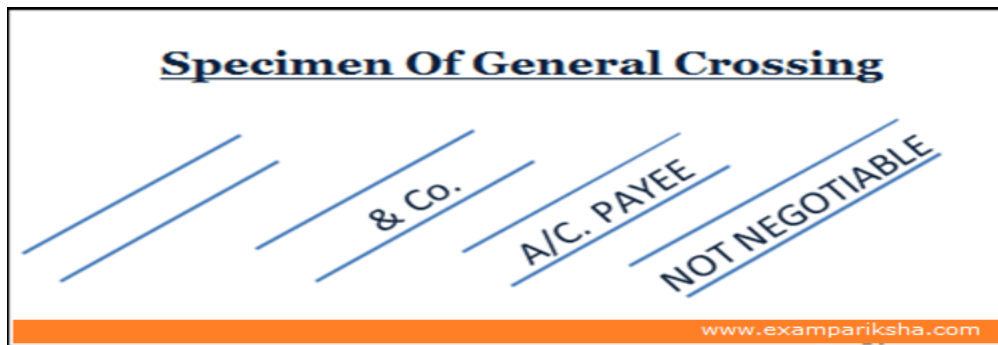 Specimen Of General Crossing
& Co.
A/C. PAYEE
NOT NEGOTIABLE
www.exampariksha.com